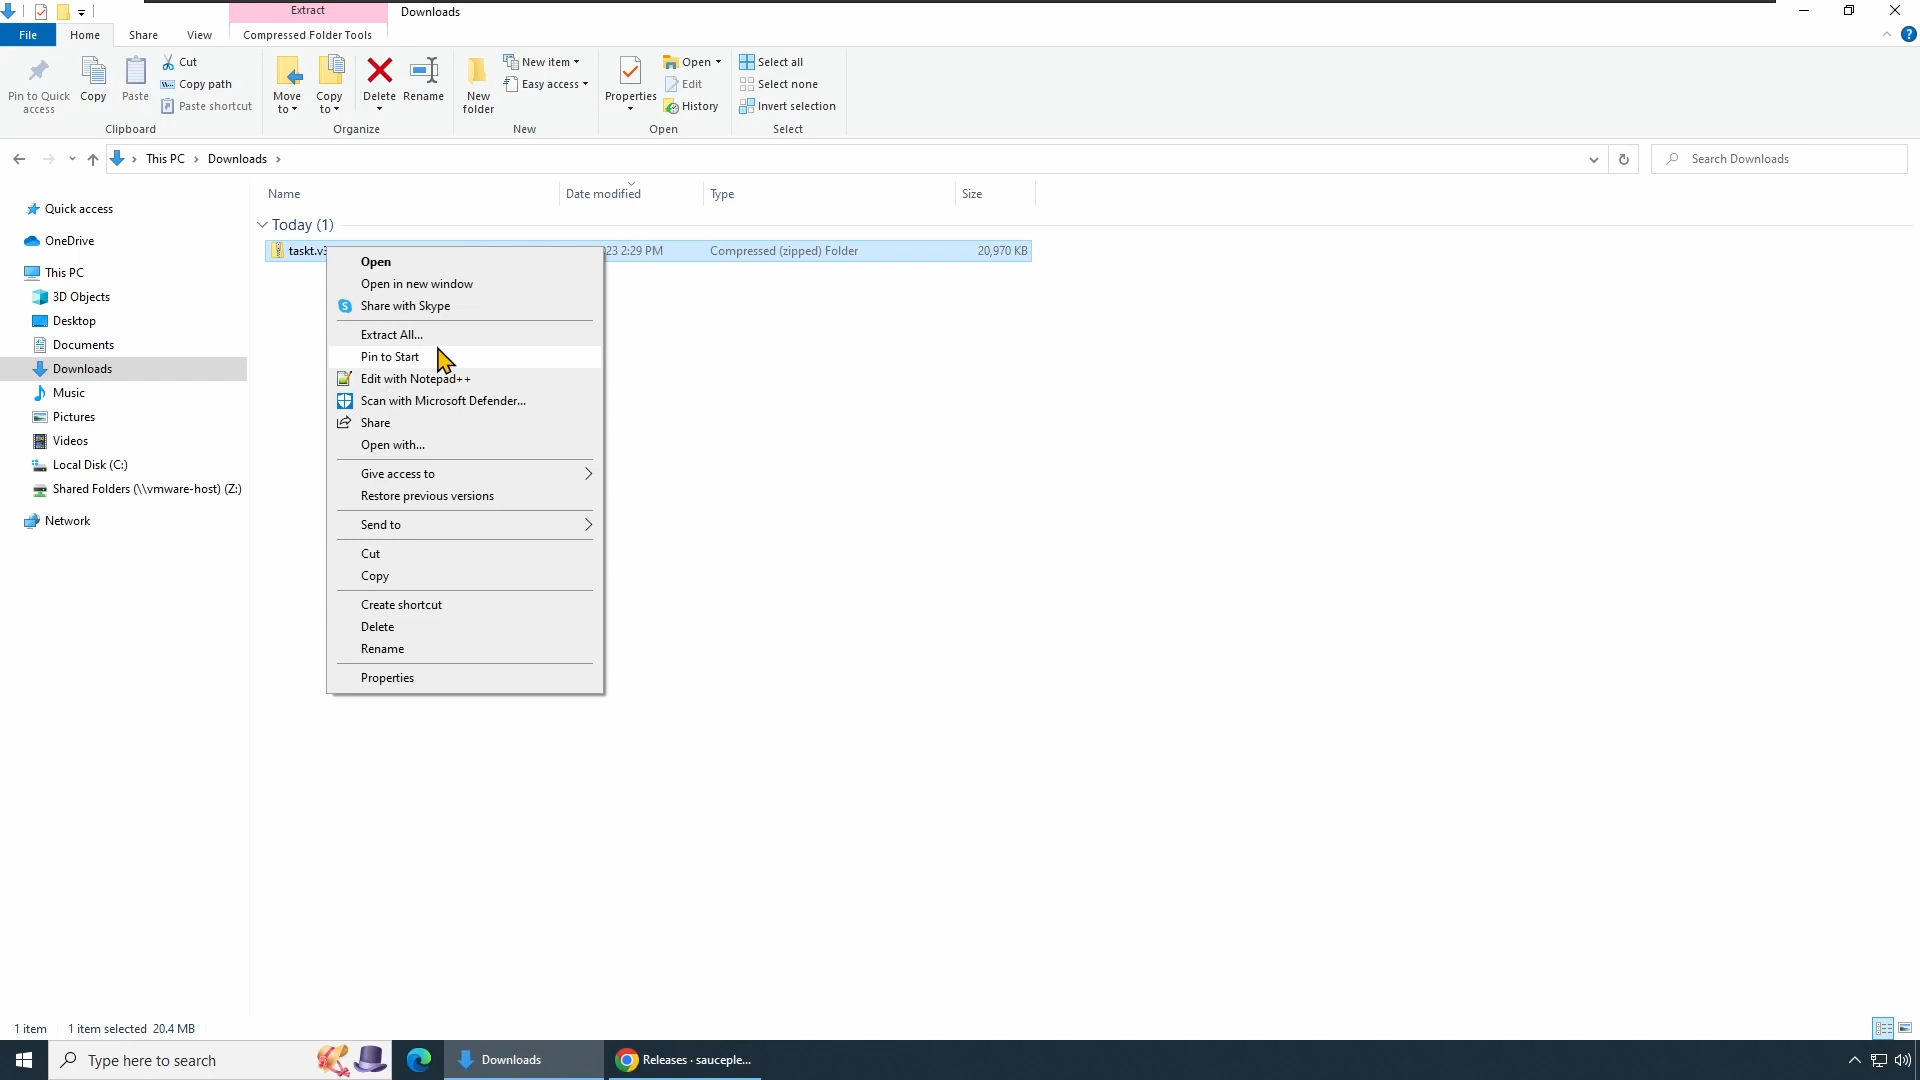 Extract
Downloads
File
Home
Share
View
Compressed Folder Tools
Pin to Quick access
Copy
Paste
Cut
Copy path
Paste shortcut
Clipboard
Move to
Copy to
Delete
Rename
Organize
New folder
New item
Easy access
New
Properties
Open
Edit
History
Open
Select all
Select none
Invert selection
Select
This PC
Downloads
Search Downloads
Name
Date modified
Type
Size
Today (1)
taskt.v3
23 2:29 PM
Compressed (zipped) Folder
20,970 KB
Quick access
OneDrive
This PC
3D Objects
Desktop
Documents
Downloads
Music
Pictures
Videos
Local Disk (C:)
Shared Folders (\\vmware-host) (Z:)
Network
Open
Open in new window
Share with Skype
Extract All...
Pin to Start
Edit with Notepad++
Scan with Microsoft Defender...
Share
Open with...
Give access to
Restore previous versions
Send to
Cut
Copy
Create shortcut
Delete
Rename
Properties
1 item
1 item selected 20.4 MB
Type here to search
Downloads
Releases · sauceple...